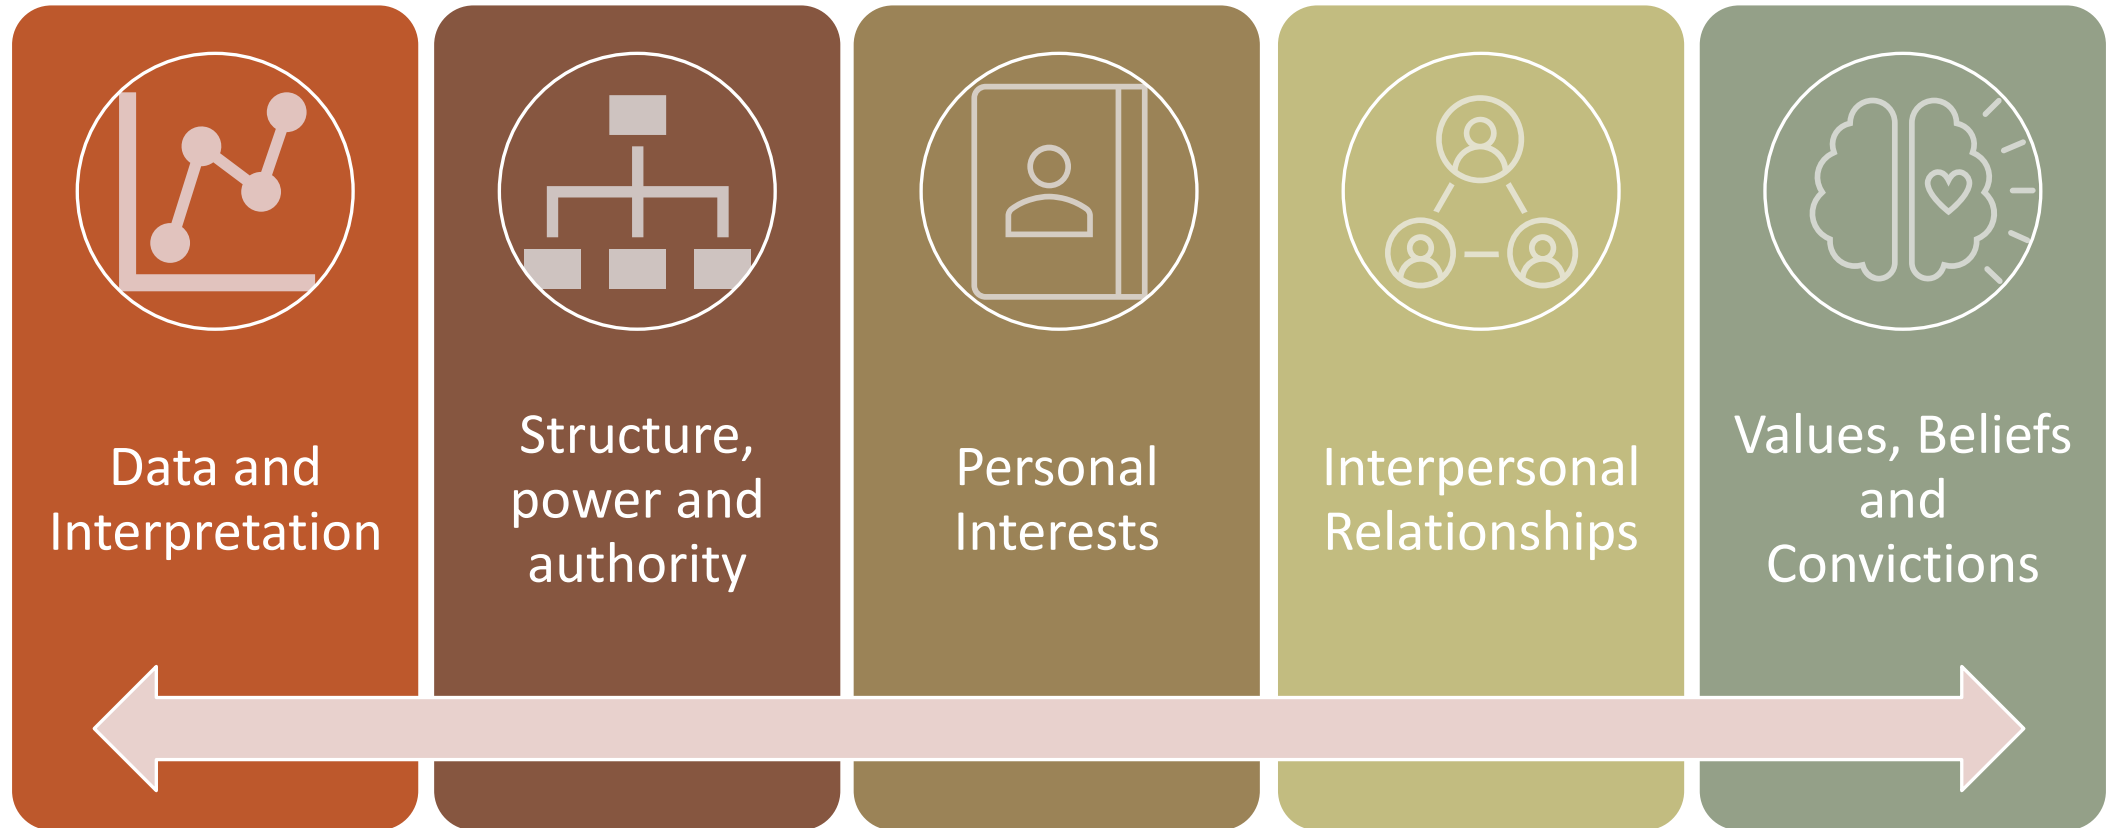 Data and
Interpretation
Structure,
power and
authority
Personal
Interests
Interpersonal
Relationships
Values, Beliefs
and
Convictions